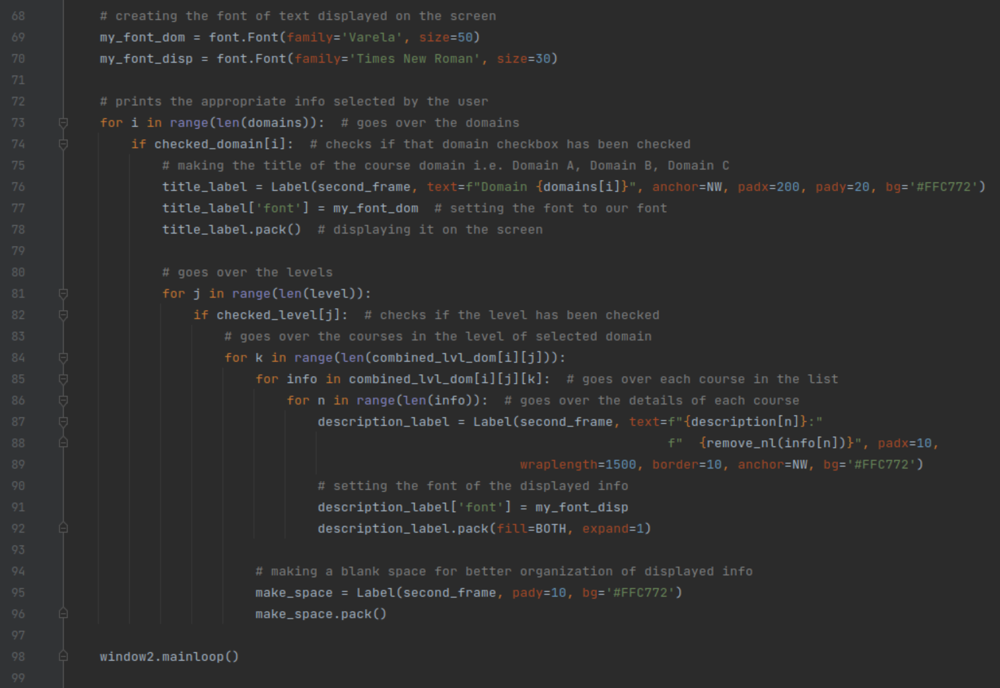 68 # creating the font of text displayed on the screen
69 my_font_dom = font.Font(family='Varela', size=50)
70 my_font_disp = font.Font(family='Times New Roman', size=30)
71
72 # prints the appropriate info selected by the user
73 for i in range(len(domains)):  # goes over the domains
74     if checked_domain[i]:  # checks if that domain checkbox has been checked
75         # making the title of the course domain i.e. Domain A, Domain B, Domain C
76         title_label = Label(second_frame, text=f"Domain {domains[i]}", anchor=NW, padx=200, pady=20, bg='#FFC772')
77         title_label['font'] = my_font_dom  # setting the font to our font
78         title_label.pack()  # displaying it on the screen
79
80         # goes over the levels
81         for j in range(len(level)):
82             if checked_level[j]:  # checks if the level has been checked
83                 # goes over the courses in the level of selected domain
84                 for k in range(len(combined_lvl_dom[i][j])):
85                     for info in combined_lvl_dom[i][j][k]:  # goes over each course in the list
86                         for n in range(len(info)):  # goes over the details of each course
87                             description_label = Label(second_frame, text=f"{description[n]}:"
88                                                                          f"  {remove_nl(info[n])}", padx=10,
89                                                       wraplength=1500, border=10, anchor=NW, bg='#FFC772')
90                             # setting the font of the displayed info
91                             description_label['font'] = my_font_disp
92                             description_label.pack(fill=BOTH, expand=1)
93
94                     # making a blank space for better organization of displayed info
95                     make_space = Label(second_frame, pady=10, bg='#FFC772')
96                     make_space.pack()
97
98 window2.mainloop()
99